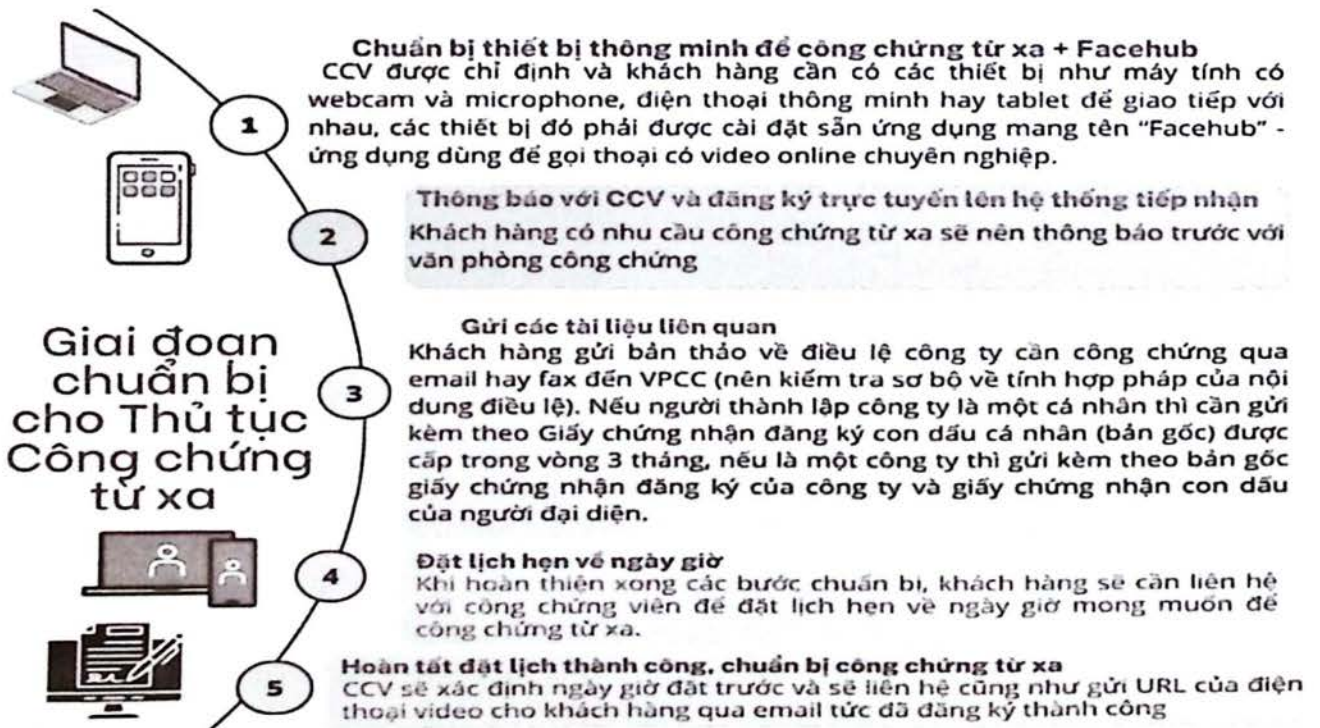 Chuẩn bị thiết bị thông minh để công chứng từ xa + Facehub
CCV được chỉ định và khách hàng cần có các thiết bị như máy tính có
webcam và microphone, điện thoại thông minh hay tablet để giao tiếp với
nhau, các thiết bị đó phải được cài đặt sẵn ứng dụng mang tên "Facehub" -
ứng dụng dùng để gọi thoại có video online chuyên nghiệp.
1
Thông báo với CCV và đăng ký trực tuyến lên hệ thống tiếp nhận
Khách hàng có nhu cầu công chứng từ xa sẽ nên thông báo trước với
văn phòng công chứng
2
Giai đoạn
chuẩn bị
cho Thủ tục
Công chứng
từ xa
Gửi các tài liệu liên quan
Khách hàng gửi bản thảo về điều lệ công ty cần công chứng qua
email hay fax đến VPCC (nên kiểm tra sơ bộ về tính hợp pháp của nội
dung điều lệ). Nếu người thành lập công ty là một cá nhân thì cần gửi
kèm theo Giấy chứng nhận đăng ký con dấu cá nhân (bản gốc) được
cấp trong vòng 3 tháng, nếu là một công ty thì gửi kèm theo bản gốc
giấy chứng nhận đăng ký của công ty và giấy chứng nhận con dấu
của người đại diện.
3
Đặt lịch hẹn về ngày giờ
Khi hoàn thiện xong các bước chuẩn bị, khách hàng sẽ cần liên hệ
với công chứng viên để đặt lịch hẹn về ngày giờ mong muốn để
công chứng từ xa.
4
Hoàn tất đặt lịch thành công, chuẩn bị công chứng từ xa
CCV sẽ xác định ngày giờ đặt trước và sẽ liên hệ cũng như gửi URL của điện
thoại video cho khách hàng qua email tức đã đăng ký thành công
5